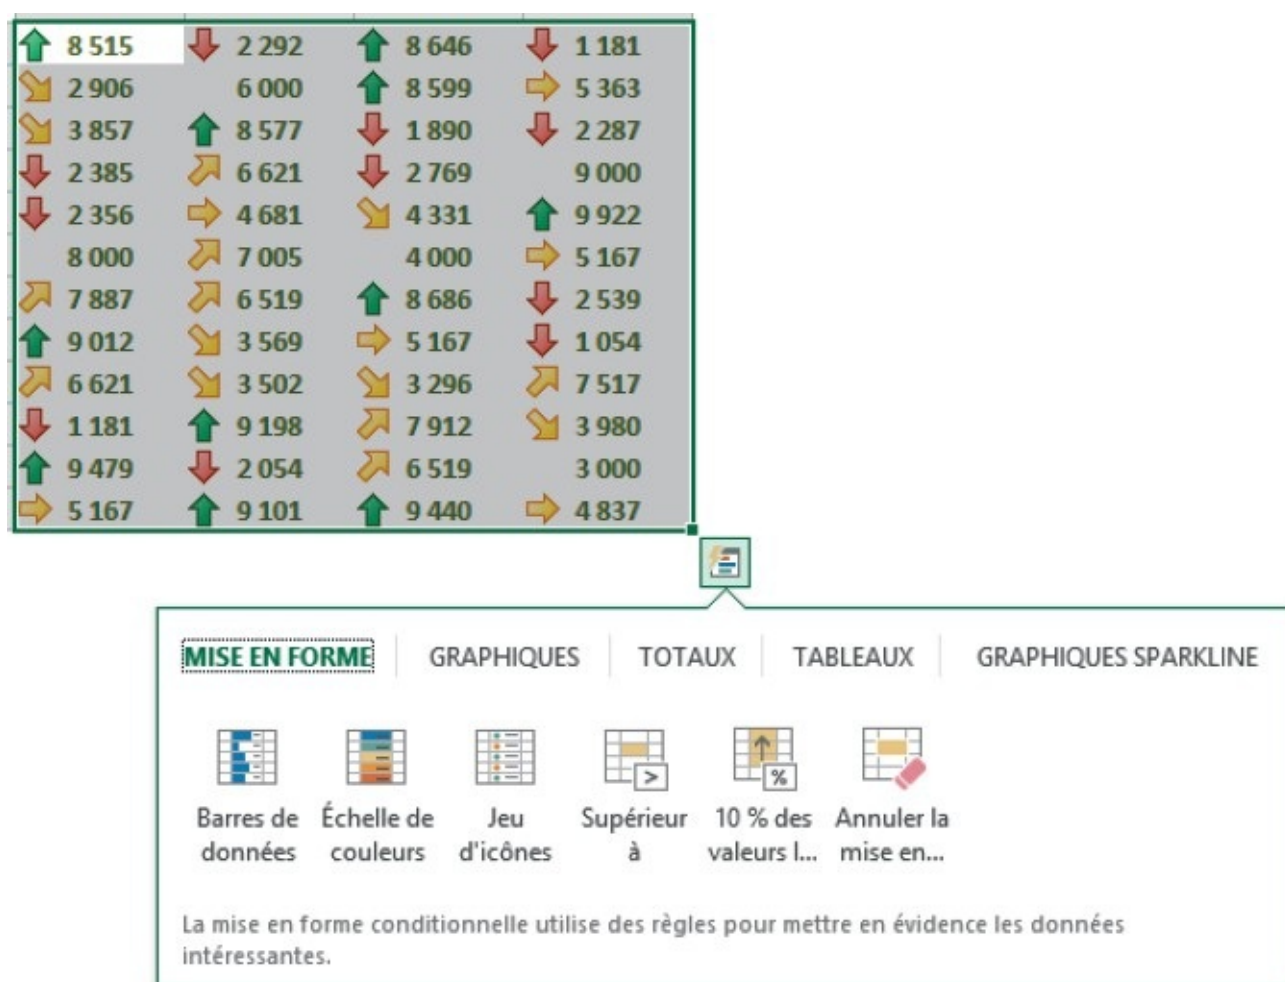 8 515 2 292 8 646 1 181
2 906 6 000 8 599 5 363
3 857 8 577 1 890 2 287
2 385 6 621 2 769 9 000
2 356 4 681 4 331 9 922
8 000 7 005 4 000 5 167
7 887 6 519 8 686 2 539
9 012 3 569 5 167 1 054
6 621 3 502 3 296 7 517
1 181 9 198 7 912 3 980
9 479 2 054 6 519 3 000
5 167 9 101 9 440 4 837
MISE EN FORME GRAPHIQUES TOTAUX TABLEAUX GRAPHIQUES SPARKLINE
> %
Barres de Échelle de Jeu Supérieur 10 % des Annuler la
données couleurs d'icônes à valeurs l... mise en...
La mise en forme conditionnelle utilise des règles pour mettre en évidence les données
intéressantes.